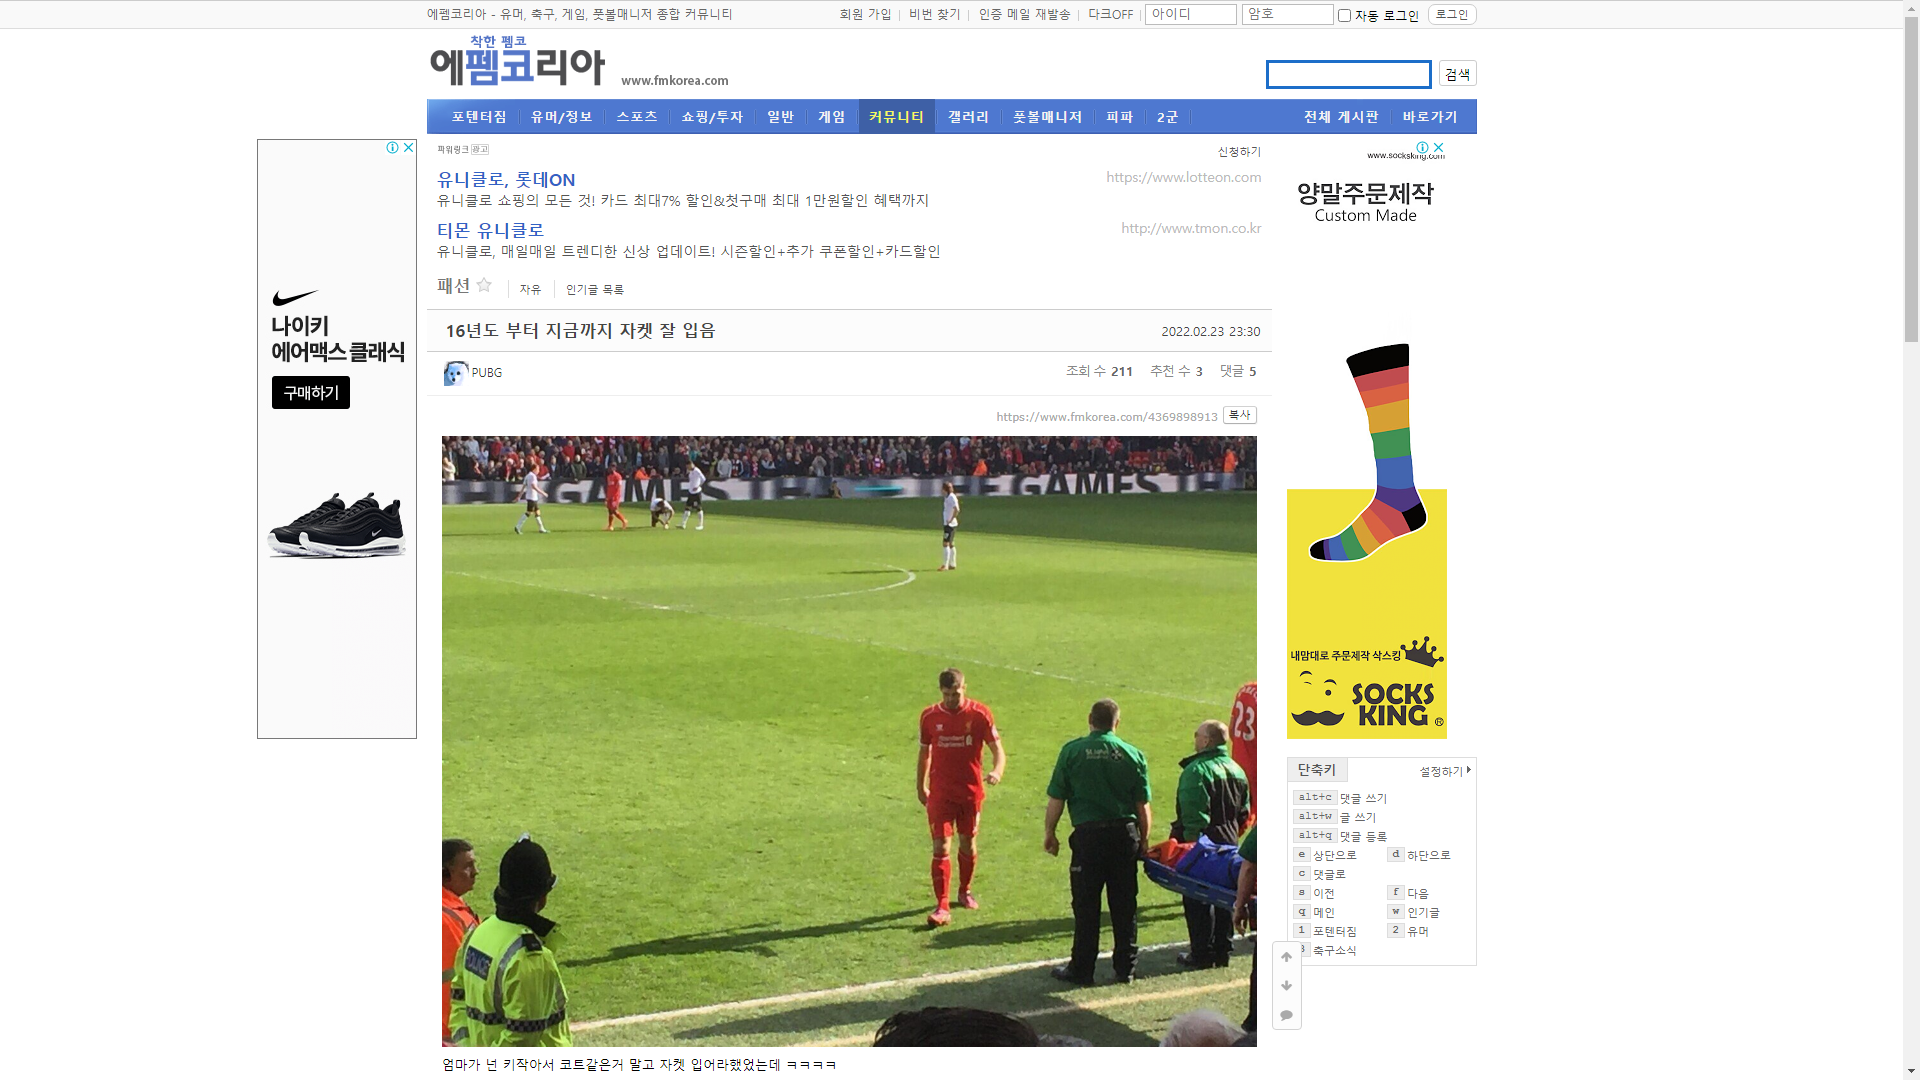 에펨코리아 - 유머, 축구, 게임, 풋볼매니저 종합 커뮤니티
회원 가입 | 비번 찾기 | 인증 메일 재발송 | 다크OFF | 아이디 암호 자동 로그인 로그인
착한 펨코
에펨코리아 www.fmkorea.com
검색
포텐터짐 유머/정보 스포츠 쇼핑/투자 일반 게임 커뮤니티 갤러리 풋볼매니저 피파 2군 전체 게시판 바로가기
파워링크 광고 신청하기
유니클로, 롯데ON https://www.lotteon.com
유니클로 쇼핑의 모든 것! 카드 최대7% 할인&첫구매 최대 1만원할인 혜택까지
티몬 유니클로 http://www.tmon.co.kr
유니클로, 매일매일 트렌디한 신상 업데이트! 시즌할인+추가 쿠폰할인+카드할인
패션 자유 인기글 목록
16년도 부터 지금까지 자켓 잘 입음 2022.02.23 23:30
PUBG 조회 수 211 추천 수 3 댓글 5
https://www.fmkorea.com/4369898913 복사
GAMES
GAMES
Standard
Chartered
23
POLICE
엄마가 넌 키작아서 코트같은거 말고 자켓 입어라했었는데 ㅋㅋㅋㅋ
나이키
에어맥스 클래식
구매하기
www.socksking.com
양말주문제작
Custom Made
내맘대로 주문제작 삭스킹
SOCKS
KING ®
단축키 설정하기
alt+c 댓글 쓰기
alt+w 글 쓰기
alt+q 댓글 등록
e 상단으로 d 하단으로
c 댓글로
s 이전 f 다음
q 메인 w 인기글
1 포텐터짐 2 유머
3 축구소식